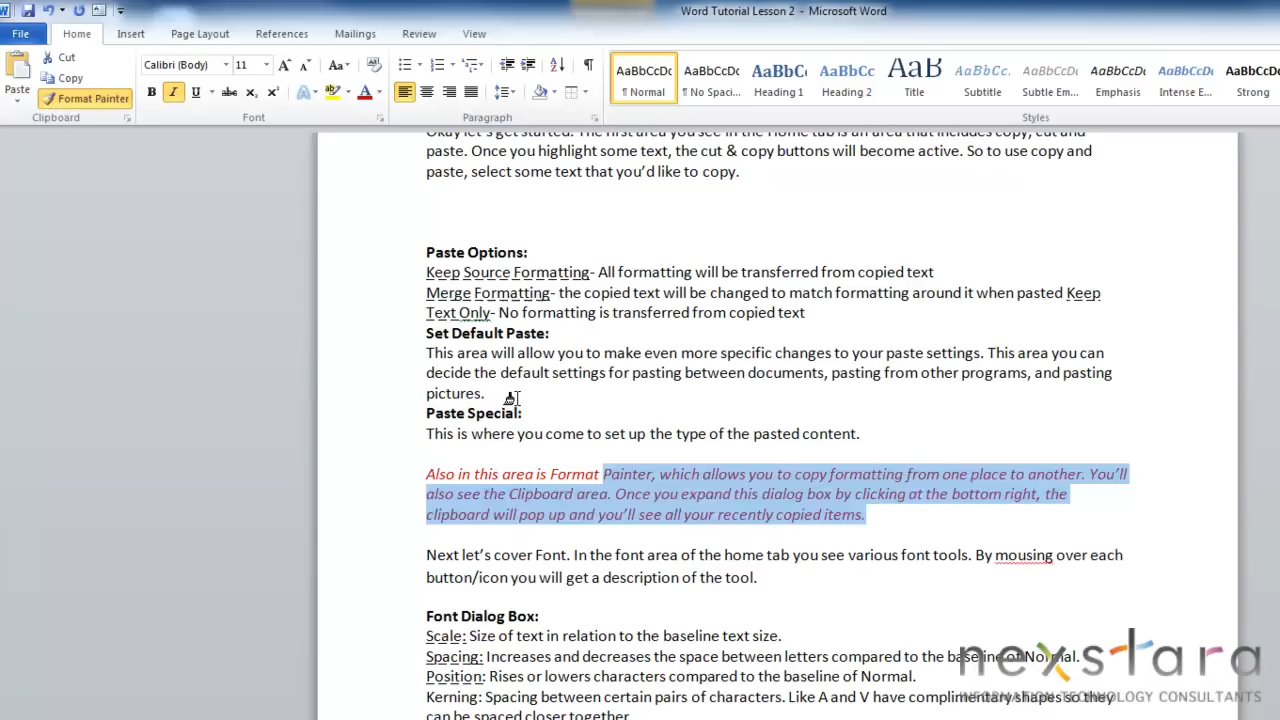 Word Tutorial Lesson 2 - Microsoft Word
File Home Insert Page Layout References Mailings Review View
Cut
Copy
Format Painter
Paste
Clipboard
Calibri (Body) 11
B I U abc x₂ x²
Font
Paragraph
AaBbCcDc AaBbCcDc AaBbC AaBbCc AaB AaBbCcI AaBbCcDc AaBbCcDc AaBbCcDc AaBbCcDc
¶ Normal ¶ No Spaci... Heading 1 Heading 2 Title Subtitle Subtle Em... Emphasis Intense E... Strong
Styles
Okay let's get started. The first area you see in the Home tab is an area that includes copy, cut and
paste. Once you highlight some text, the cut & copy buttons will become active. So to use copy and
paste, select some text that you'd like to copy.
Paste Options:
Keep Source Formatting- All formatting will be transferred from copied text
Merge Formatting- the copied text will be changed to match formatting around it when pasted Keep
Text Only- No formatting is transferred from copied text
Set Default Paste:
This area will allow you to make even more specific changes to your paste settings. This area you can
decide the default settings for pasting between documents, pasting from other programs, and pasting
pictures.
Paste Special:
This is where you come to set up the type of the pasted content.
Also in this area is Format Painter, which allows you to copy formatting from one place to another. You'll
also see the Clipboard area. Once you expand this dialog box by clicking at the bottom right, the
clipboard will pop up and you'll see all your recently copied items.
Next let's cover Font. In the font area of the home tab you see various font tools. By mousing over each
button/icon you will get a description of the tool.
Font Dialog Box:
Scale: Size of text in relation to the baseline text size.
Spacing: Increases and decreases the space between letters compared to the baseline of Normal.
Position: Rises or lowers characters compared to the baseline of Normal.
Kerning: Spacing between certain pairs of characters. Like A and V have complimentary shapes so they
can be spaced closer together
nexstara
INFORMATION TECHNOLOGY CONSULTANTS